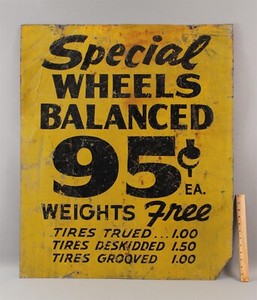 Special
WHEELS
BALANCED
95¢ EA.
WEIGHTS Free
TIRES TRUED... 1.00
TIRES DESKIDDED 1.50
TIRES GROOVED 1.00